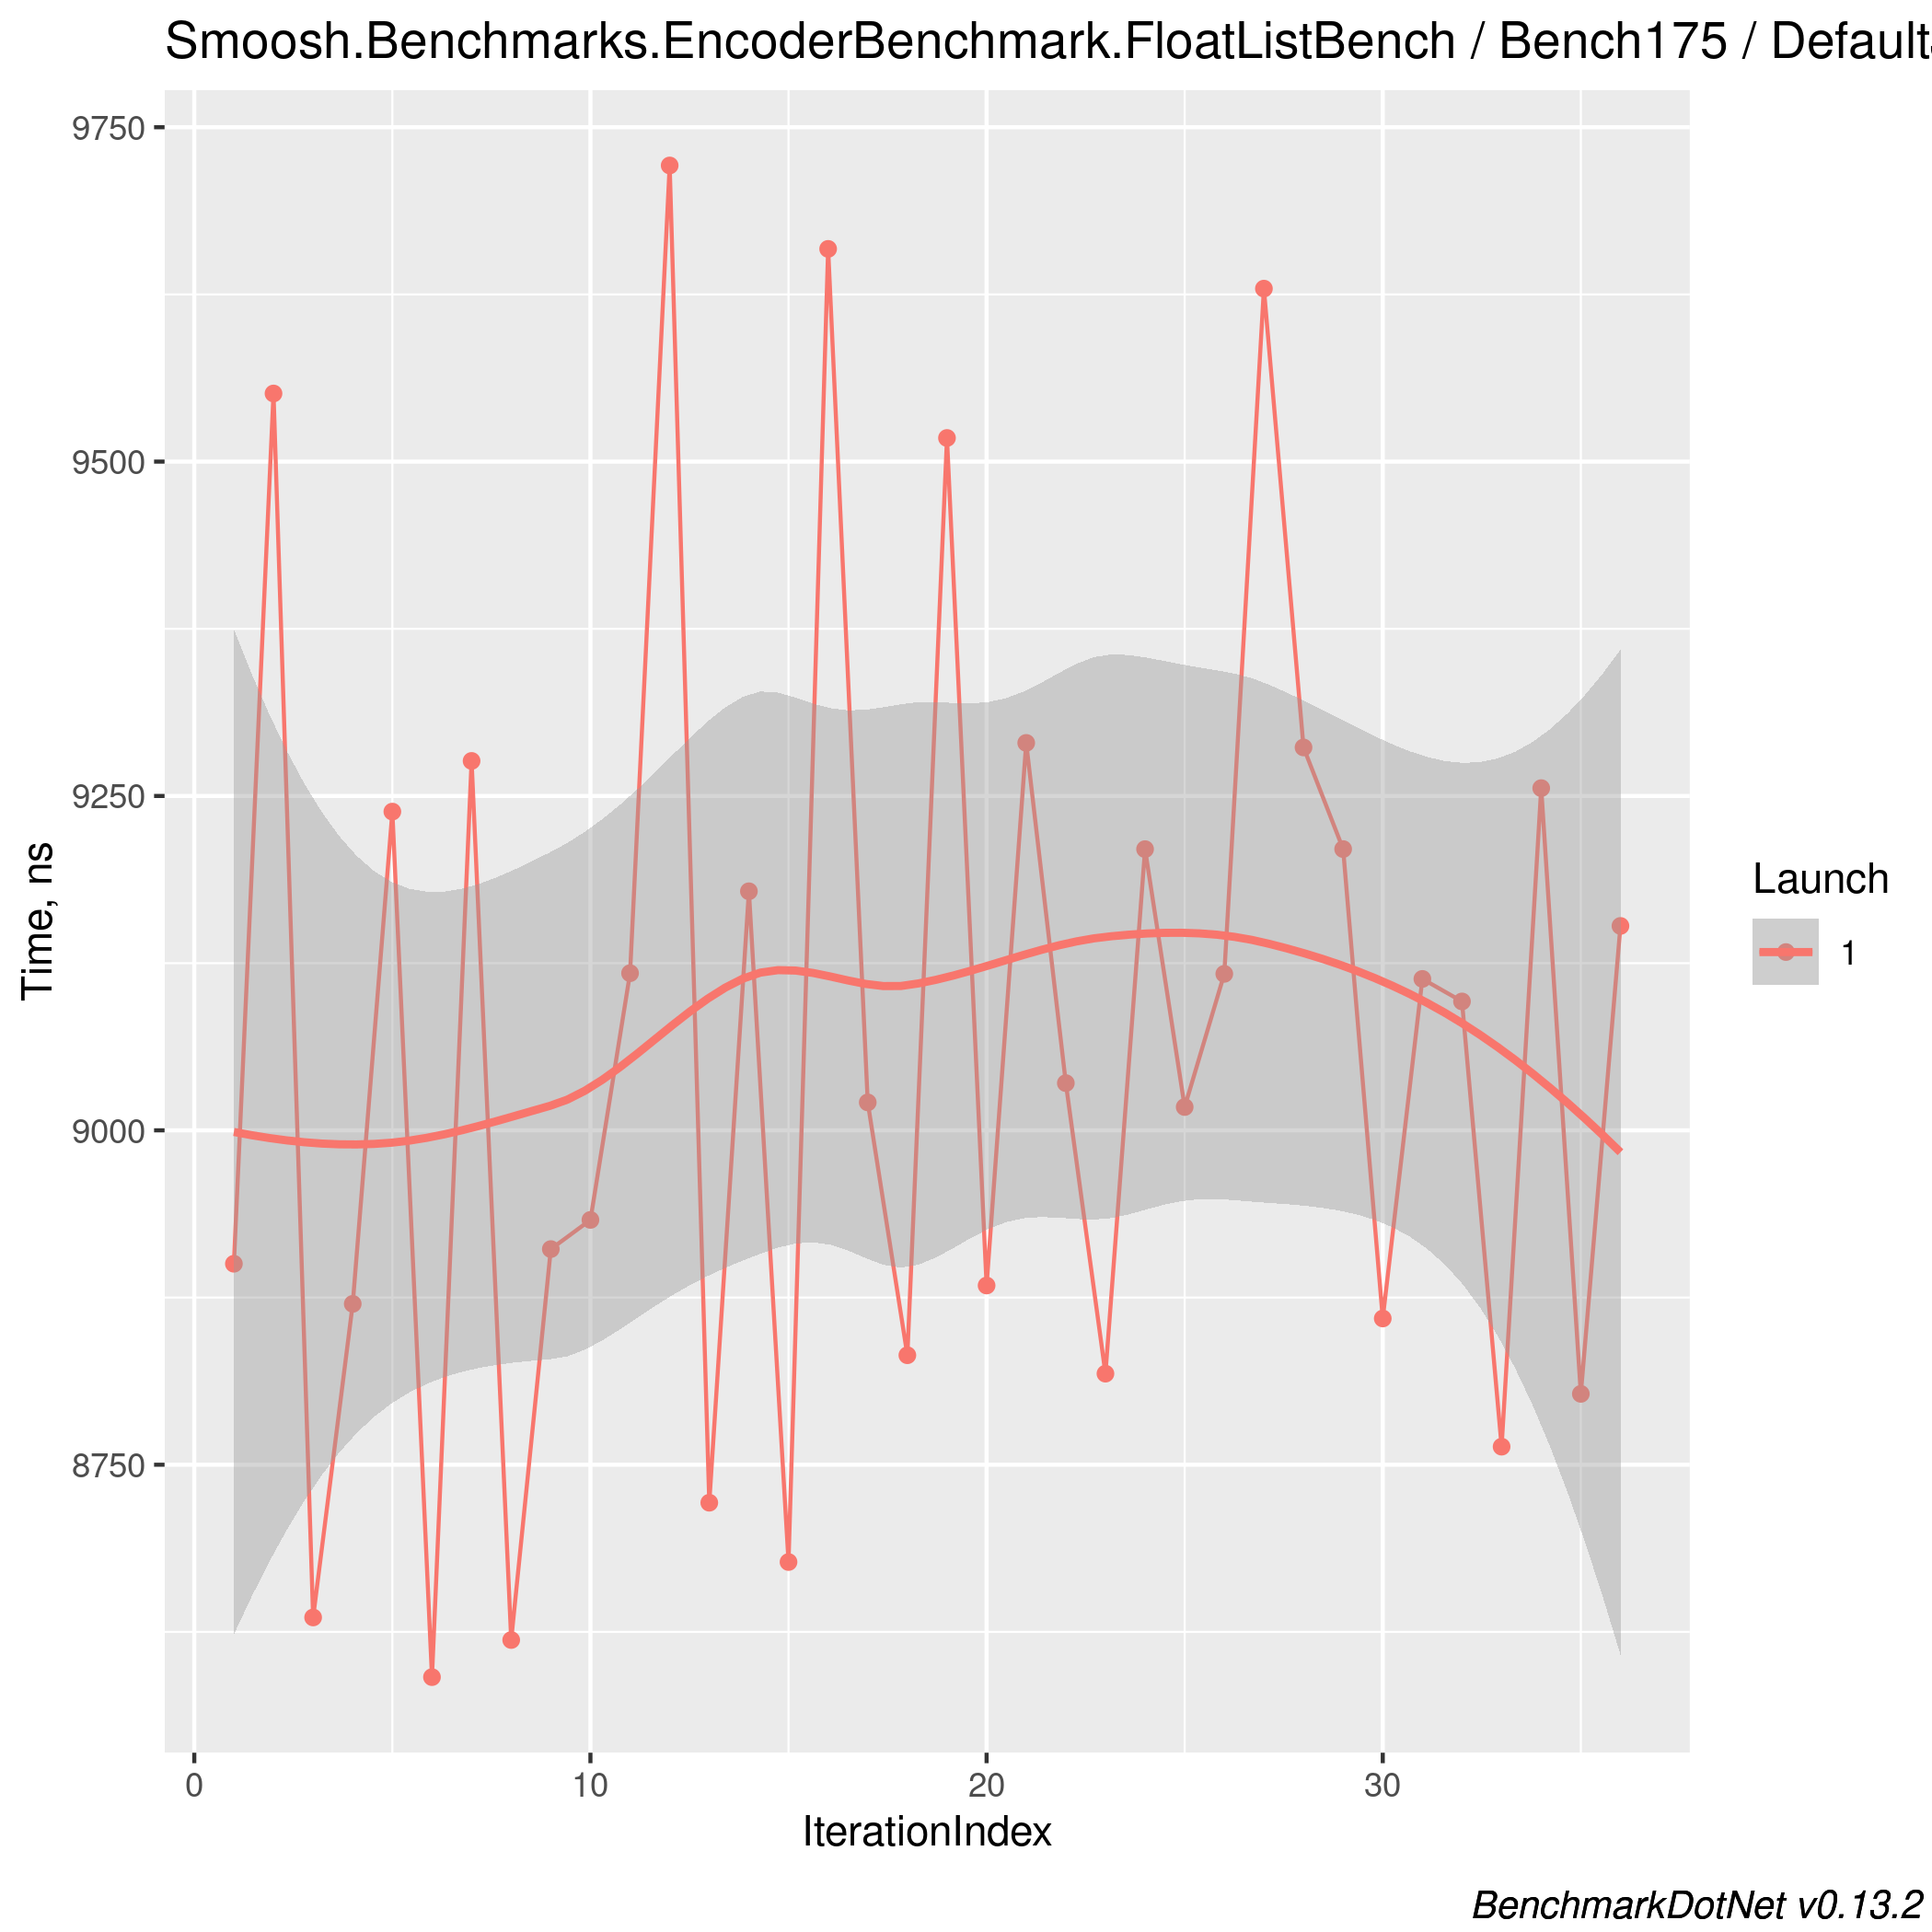 Smoosh.Benchmarks.EncoderBenchmark.FloatListBench / Bench175 / Default
9750
9500
9250
9000
8750
Time, ns
0 10 20 30
IterationIndex
Launch
1
BenchmarkDotNet v0.13.2